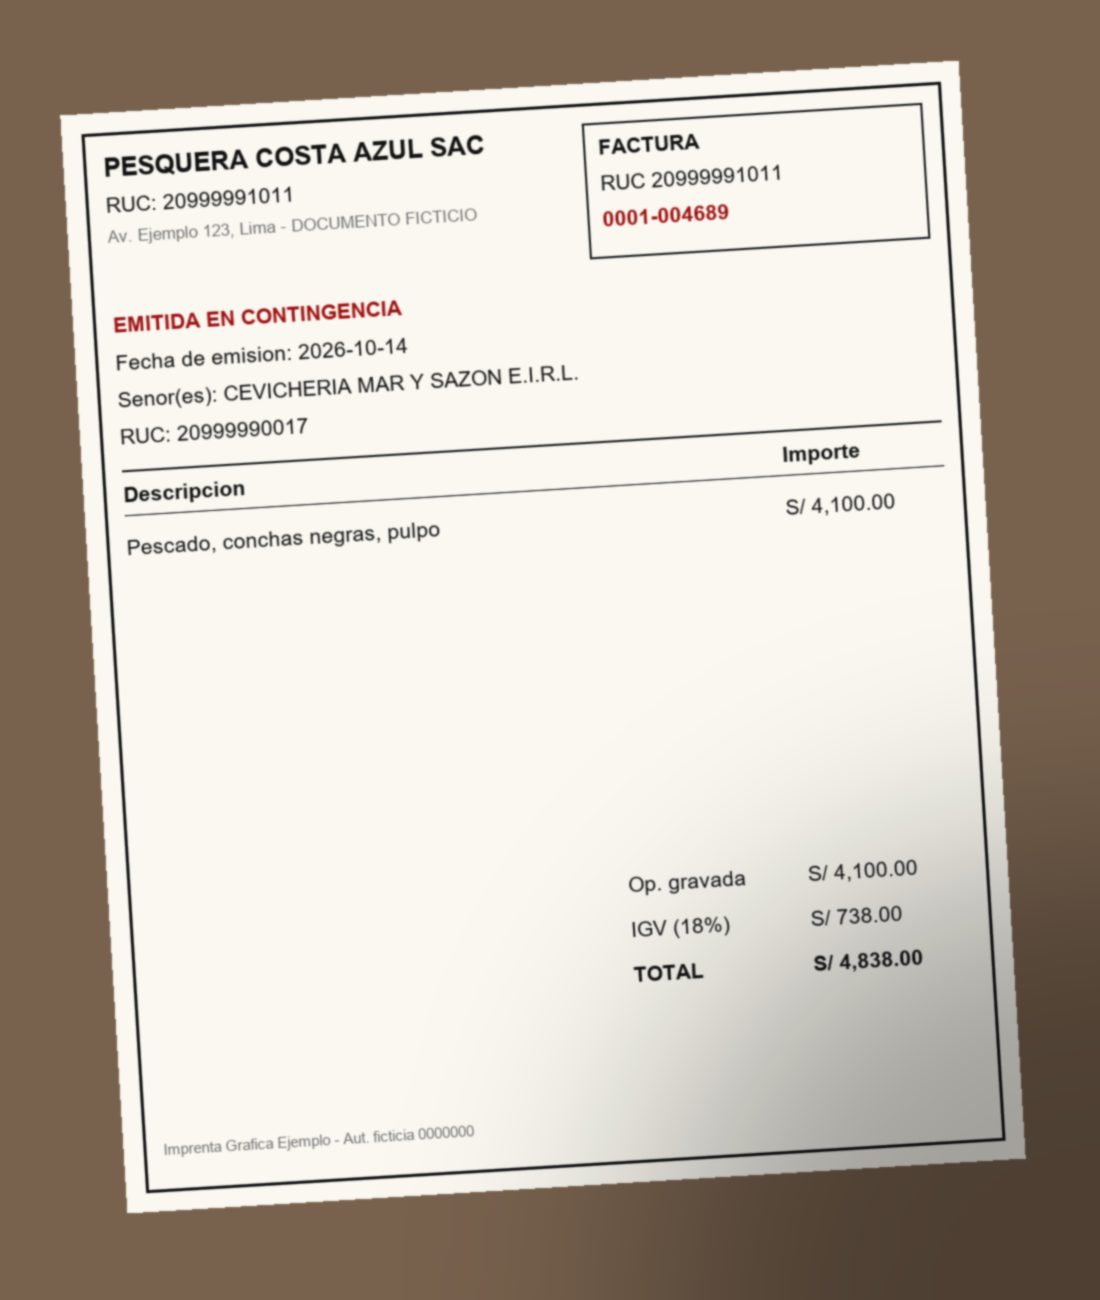 PESQUERA COSTA AZUL SAC
RUC: 20999991011
Av. Ejemplo 123, Lima - DOCUMENTO FICTICIO
FACTURA
RUC 20999991011
0001-004689
EMITIDA EN CONTINGENCIA
Fecha de emision: 2026-10-14
Senor(es): CEVICHERIA MAR Y SAZON E.I.R.L.
RUC: 20999990017
Descripcion Importe
Pescado, conchas negras, pulpo S/ 4,100.00
Op. gravada S/ 4,100.00
IGV (18%) S/ 738.00
TOTAL S/ 4,838.00
Imprenta Grafica Ejemplo - Aut. ficticia 0000000